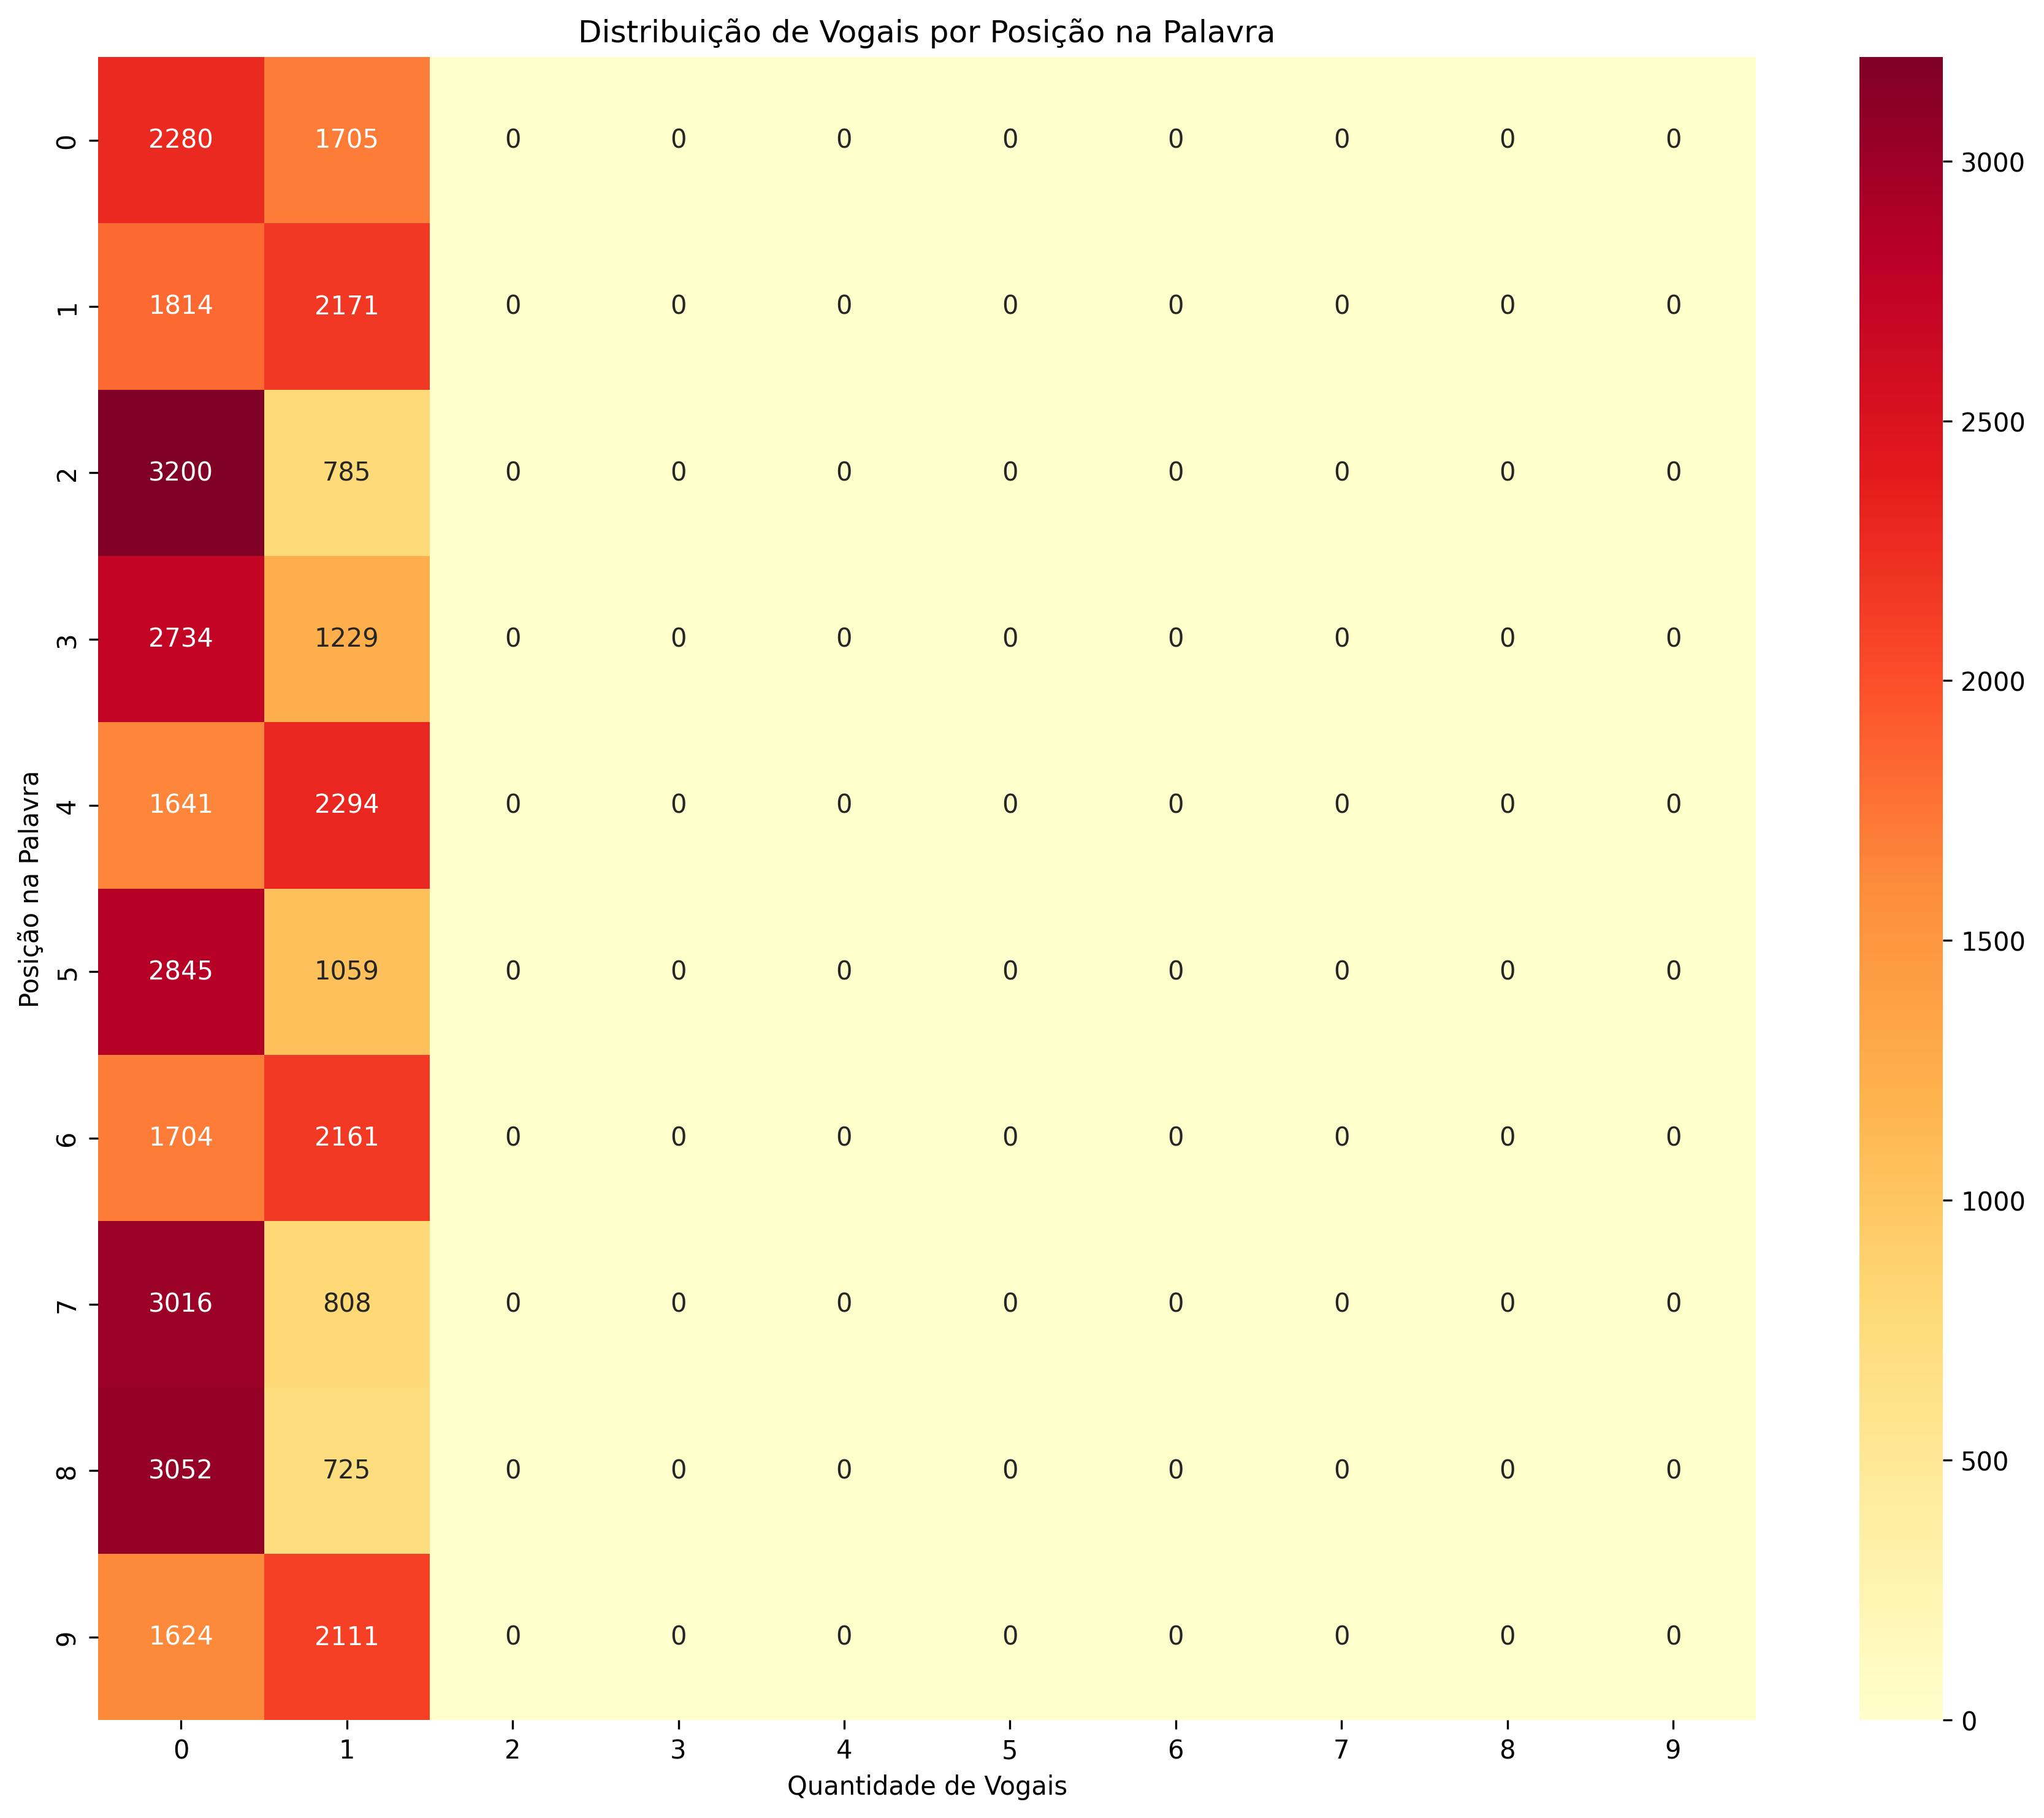 Distribuição de Vogais por Posição na Palavra
0 2280 1705 0 0 0 0 0 0 0 0
1 1814 2171 0 0 0 0 0 0 0 0
2 3200 785 0 0 0 0 0 0 0 0
3 2734 1229 0 0 0 0 0 0 0 0
4 1641 2294 0 0 0 0 0 0 0 0
5 2845 1059 0 0 0 0 0 0 0 0
6 1704 2161 0 0 0 0 0 0 0 0
7 3016 808 0 0 0 0 0 0 0 0
8 3052 725 0 0 0 0 0 0 0 0
9 1624 2111 0 0 0 0 0 0 0 0
0 1 2 3 4 5 6 7 8 9
Quantidade de Vogais
Posição na Palavra
3000
2500
2000
1500
1000
500
0